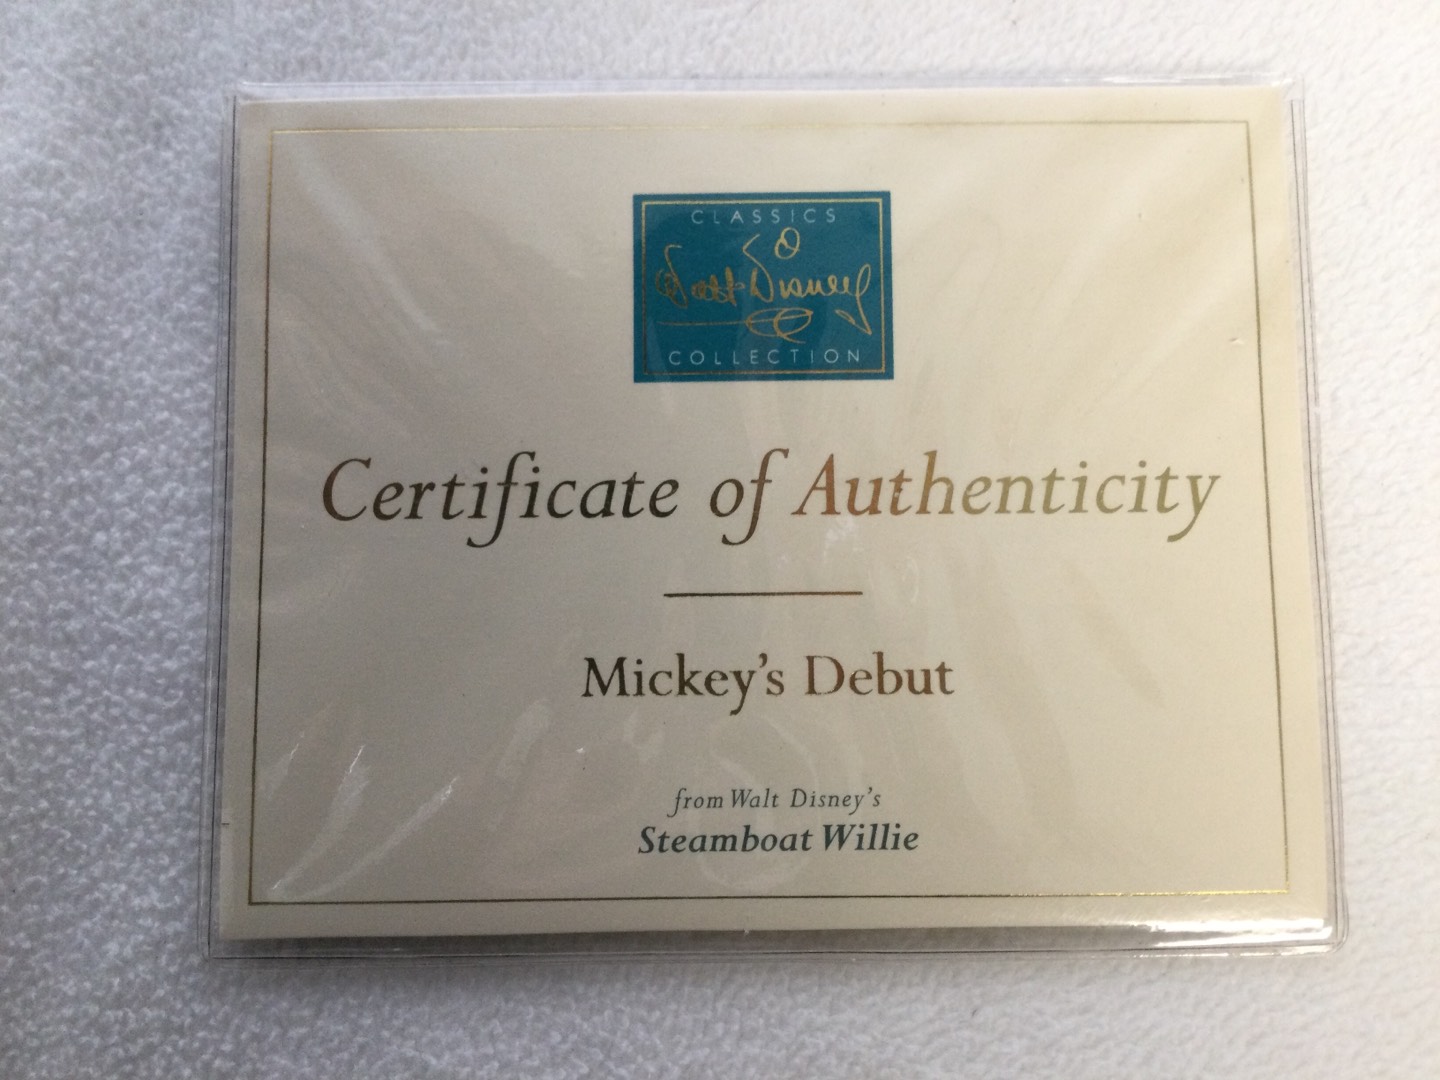 CLASSICS
Walt Disney
COLLECTION
Certificate of Authenticity
Mickey's Debut
from Walt Disney's
Steamboat Willie